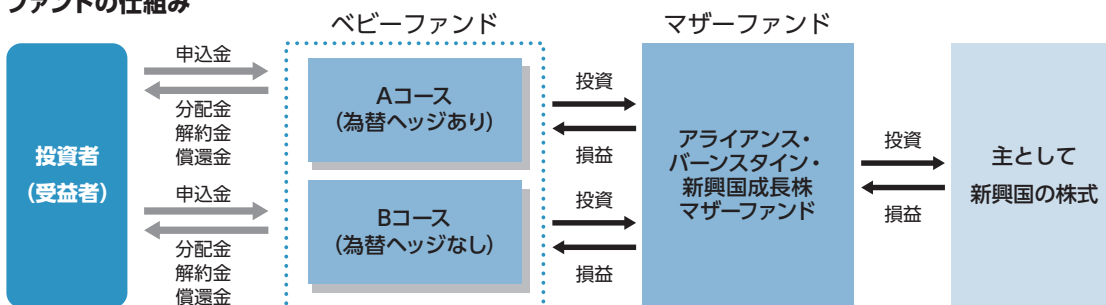 ファンドの仕組み
ベビーファンド
マザーファンド
投資者
(受益者)
申込金
分配金
解約金
償還金
申込金
分配金
解約金
償還金
Aコース
(為替ヘッジあり)
Bコース
(為替ヘッジなし)
投資
損益
投資
損益
アライアンス・
バーンスタイン・
新興国成長株
マザーファンド
投資
損益
主として
新興国の株式